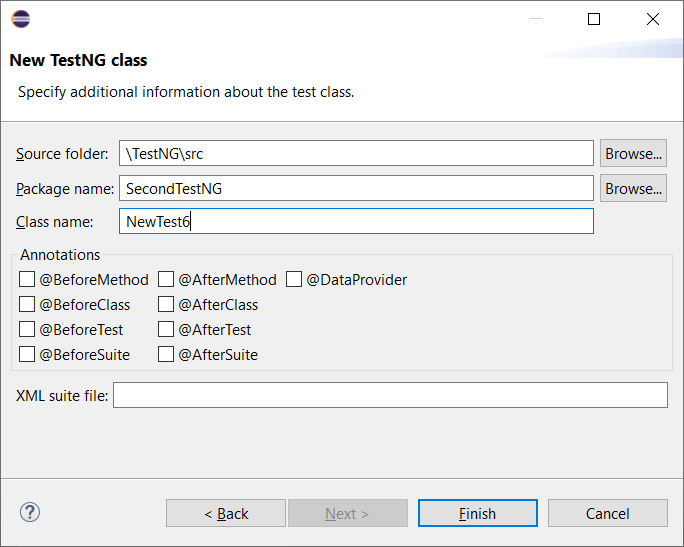 New TestNG class
Specify additional information about the test class.
Source folder: \TestNG\src Browse...
Package name: SecondTestNG Browse...
Class name: NewTest6
Annotations
@BeforeMethod @AfterMethod @DataProvider
@BeforeClass @AfterClass
@BeforeTest @AfterTest
@BeforeSuite @AfterSuite
XML suite file:
? < Back Next > Finish Cancel